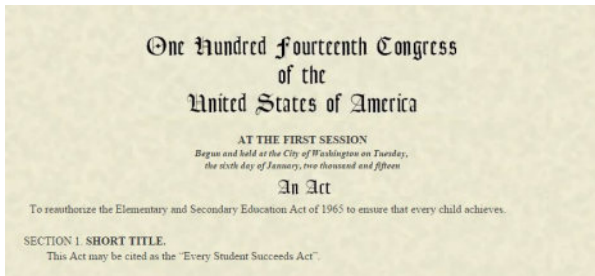 One Hundred Fourteenth Congress
of the
United States of America
AT THE FIRST SESSION
Begun and held at the City of Washington on Tuesday,
the sixth day of January, two thousand and fifteen
An Act
To reauthorize the Elementary and Secondary Education Act of 1965 to ensure that every child achieves.
SECTION 1. SHORT TITLE.
This Act may be cited as the “Every Student Succeeds Act”.